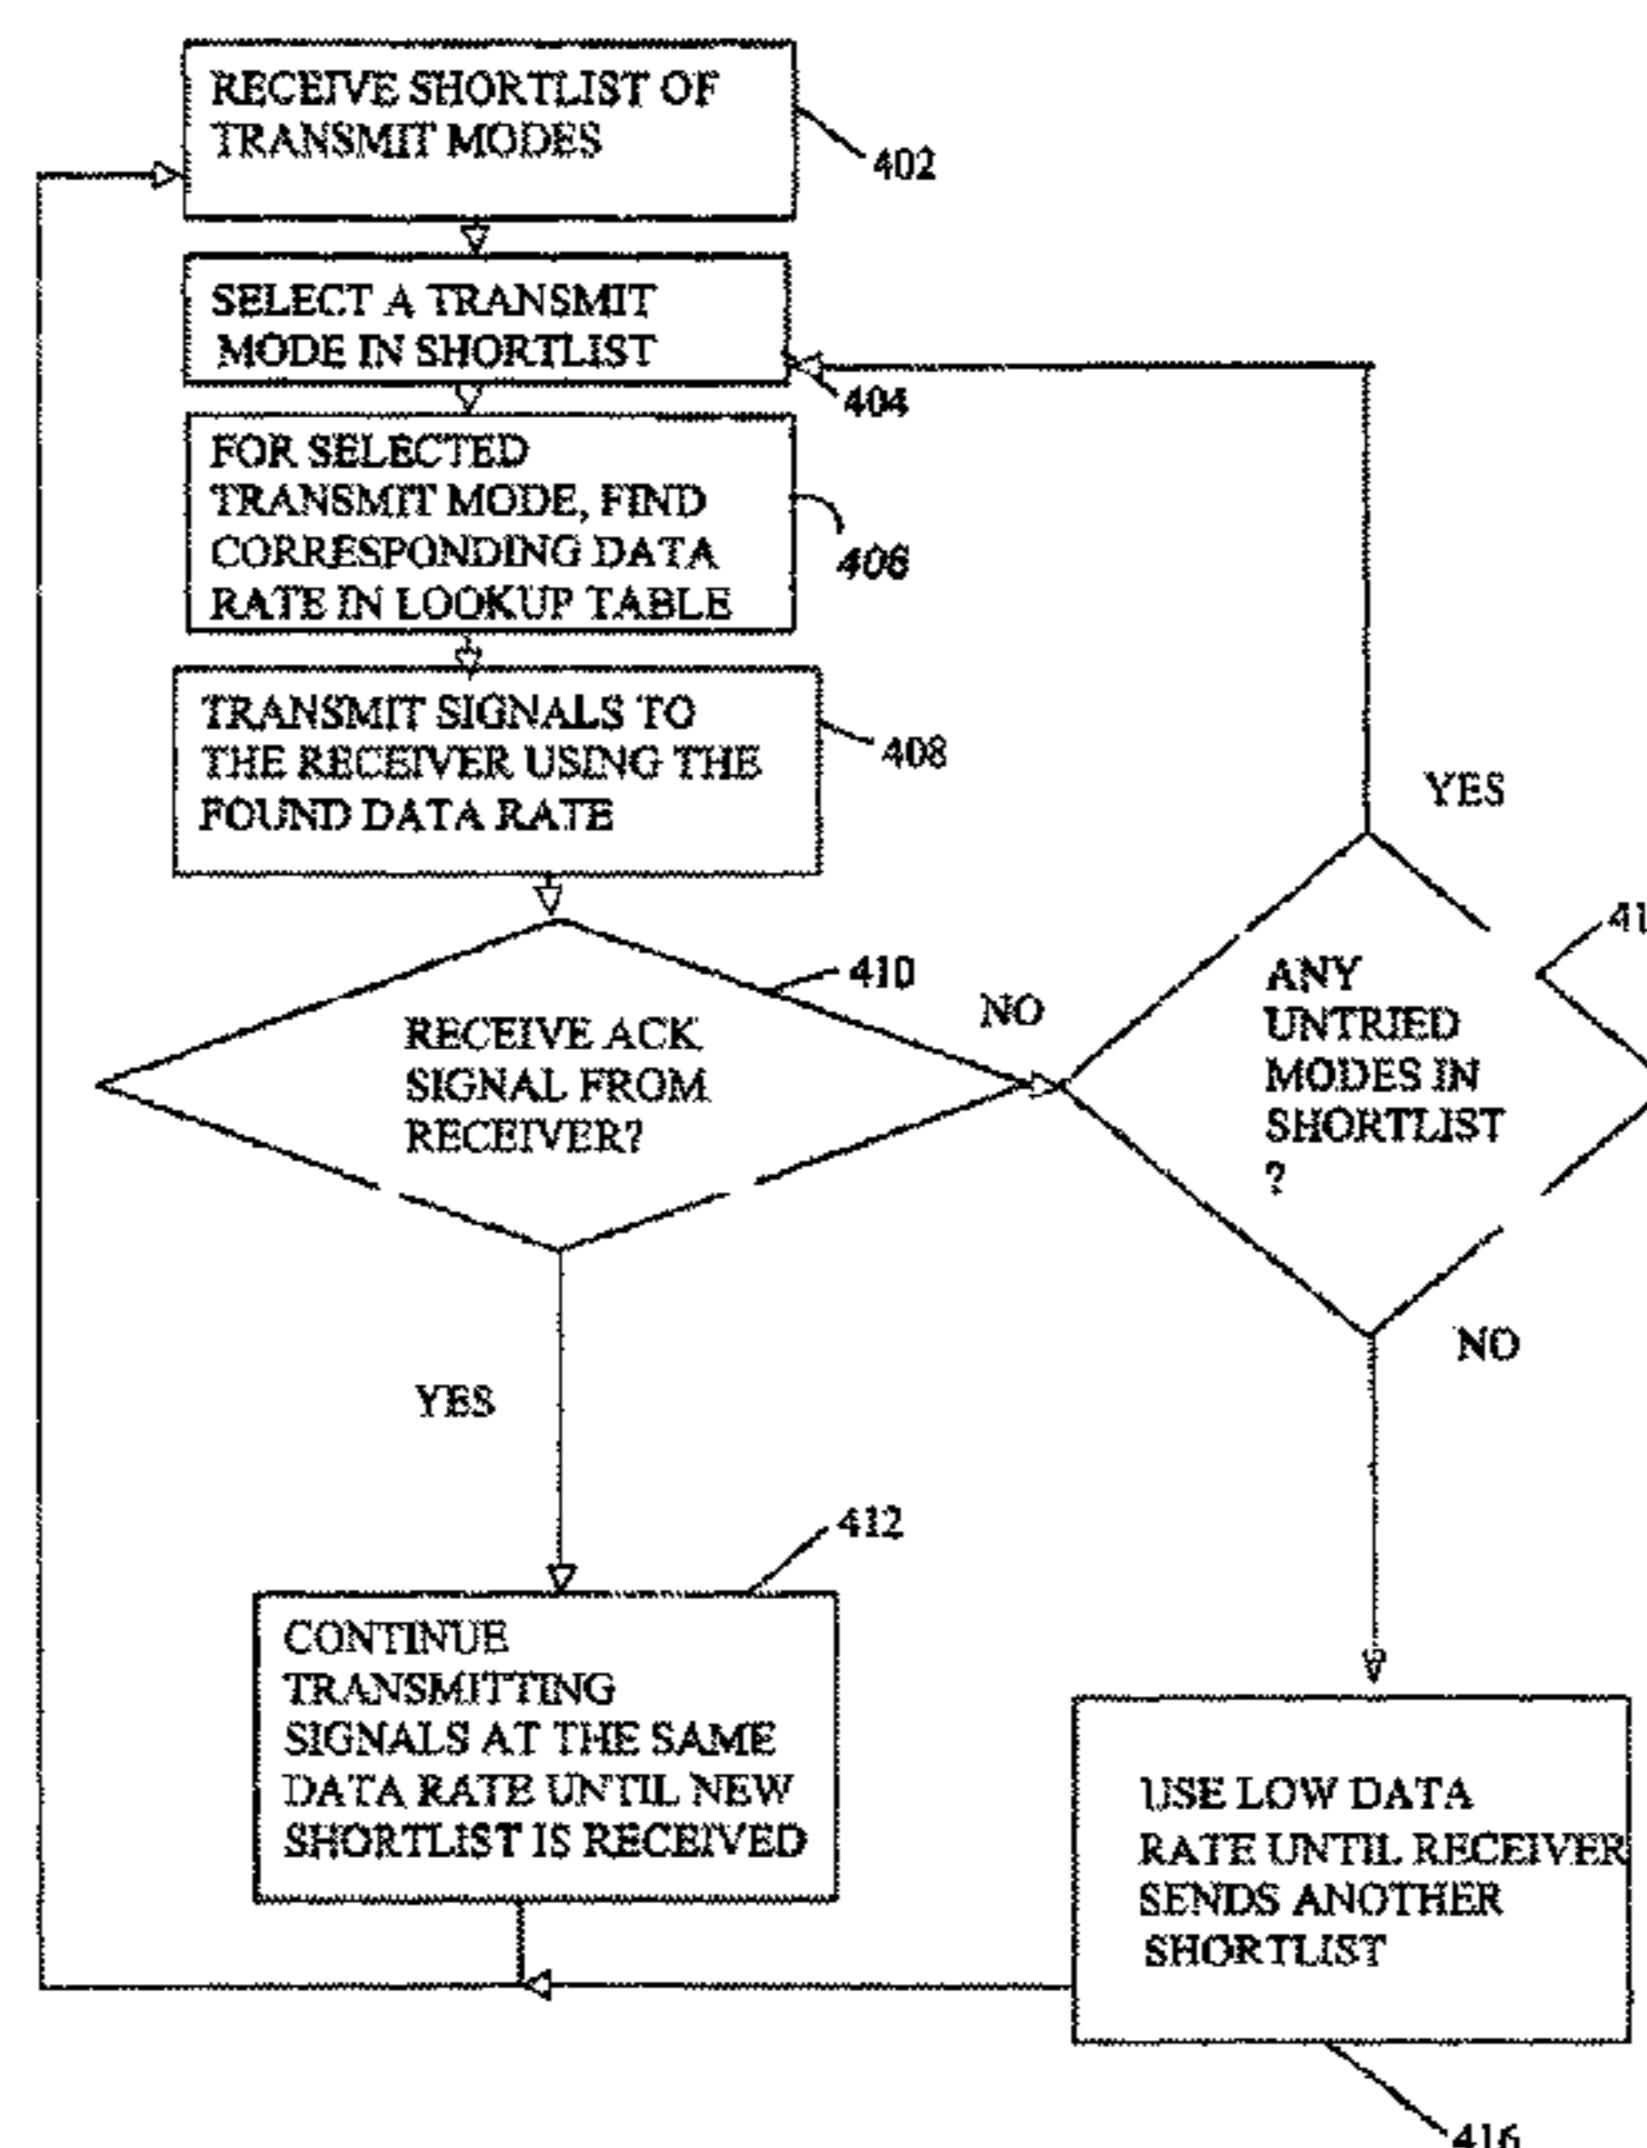 RECEIVE SHORTLIST OF
TRANSMIT MODES
402
SELECT A TRANSMIT
MODE IN SHORTLIST
404
FOR SELECTED
TRANSMIT MODE, FIND
CORRESPONDING DATA
RATE IN LOOKUP TABLE
406
TRANSMIT SIGNALS TO
THE RECEIVER USING THE
FOUND DATA RATE
408
RECEIVE ACK
SIGNAL FROM
RECEIVER?
410
NO
YES
ANY
UNTRIED
MODES IN
SHORTLIST
?
YES
NO
412
CONTINUE
TRANSMITTING
SIGNALS AT THE SAME
DATA RATE UNTIL NEW
SHORTLIST IS RECEIVED
USE LOW DATA
RATE UNTIL RECEIVER
SENDS ANOTHER
SHORTLIST
416